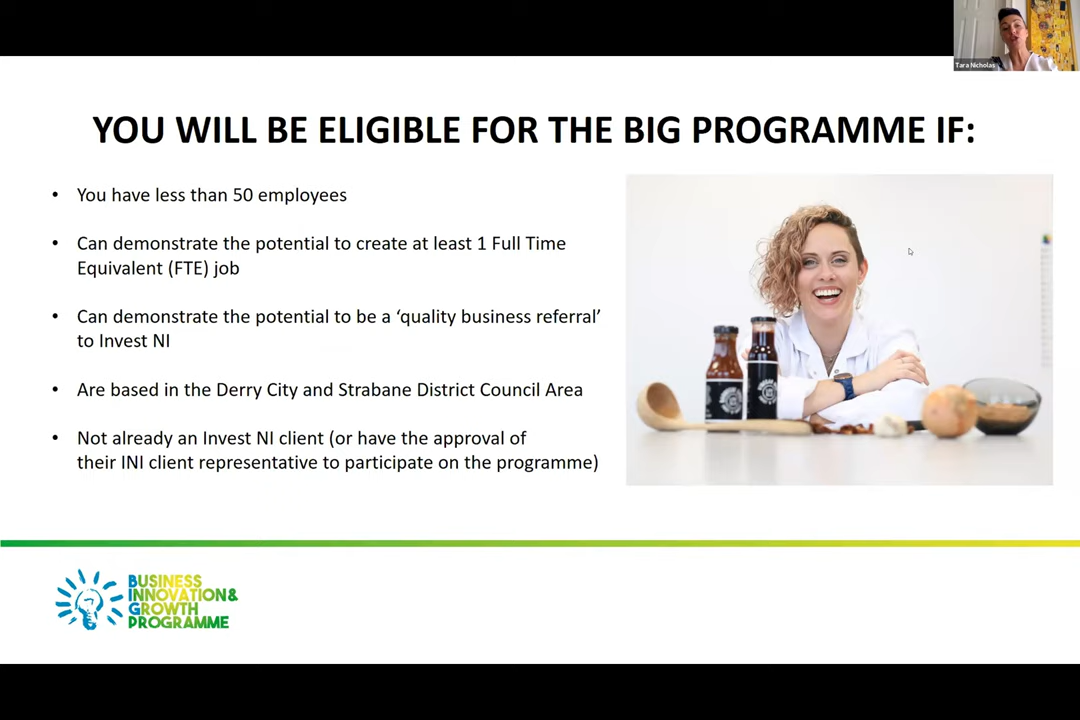 Tara Nicholas
YOU WILL BE ELIGIBLE FOR THE BIG PROGRAMME IF:
• You have less than 50 employees
• Can demonstrate the potential to create at least 1 Full Time
Equivalent (FTE) job
• Can demonstrate the potential to be a ‘quality business referral’
to Invest NI
• Are based in the Derry City and Strabane District Council Area
• Not already an Invest NI client (or have the approval of
their INI client representative to participate on the programme)
BUSINESS
INNOVATION&
GROWTH
PROGRAMME